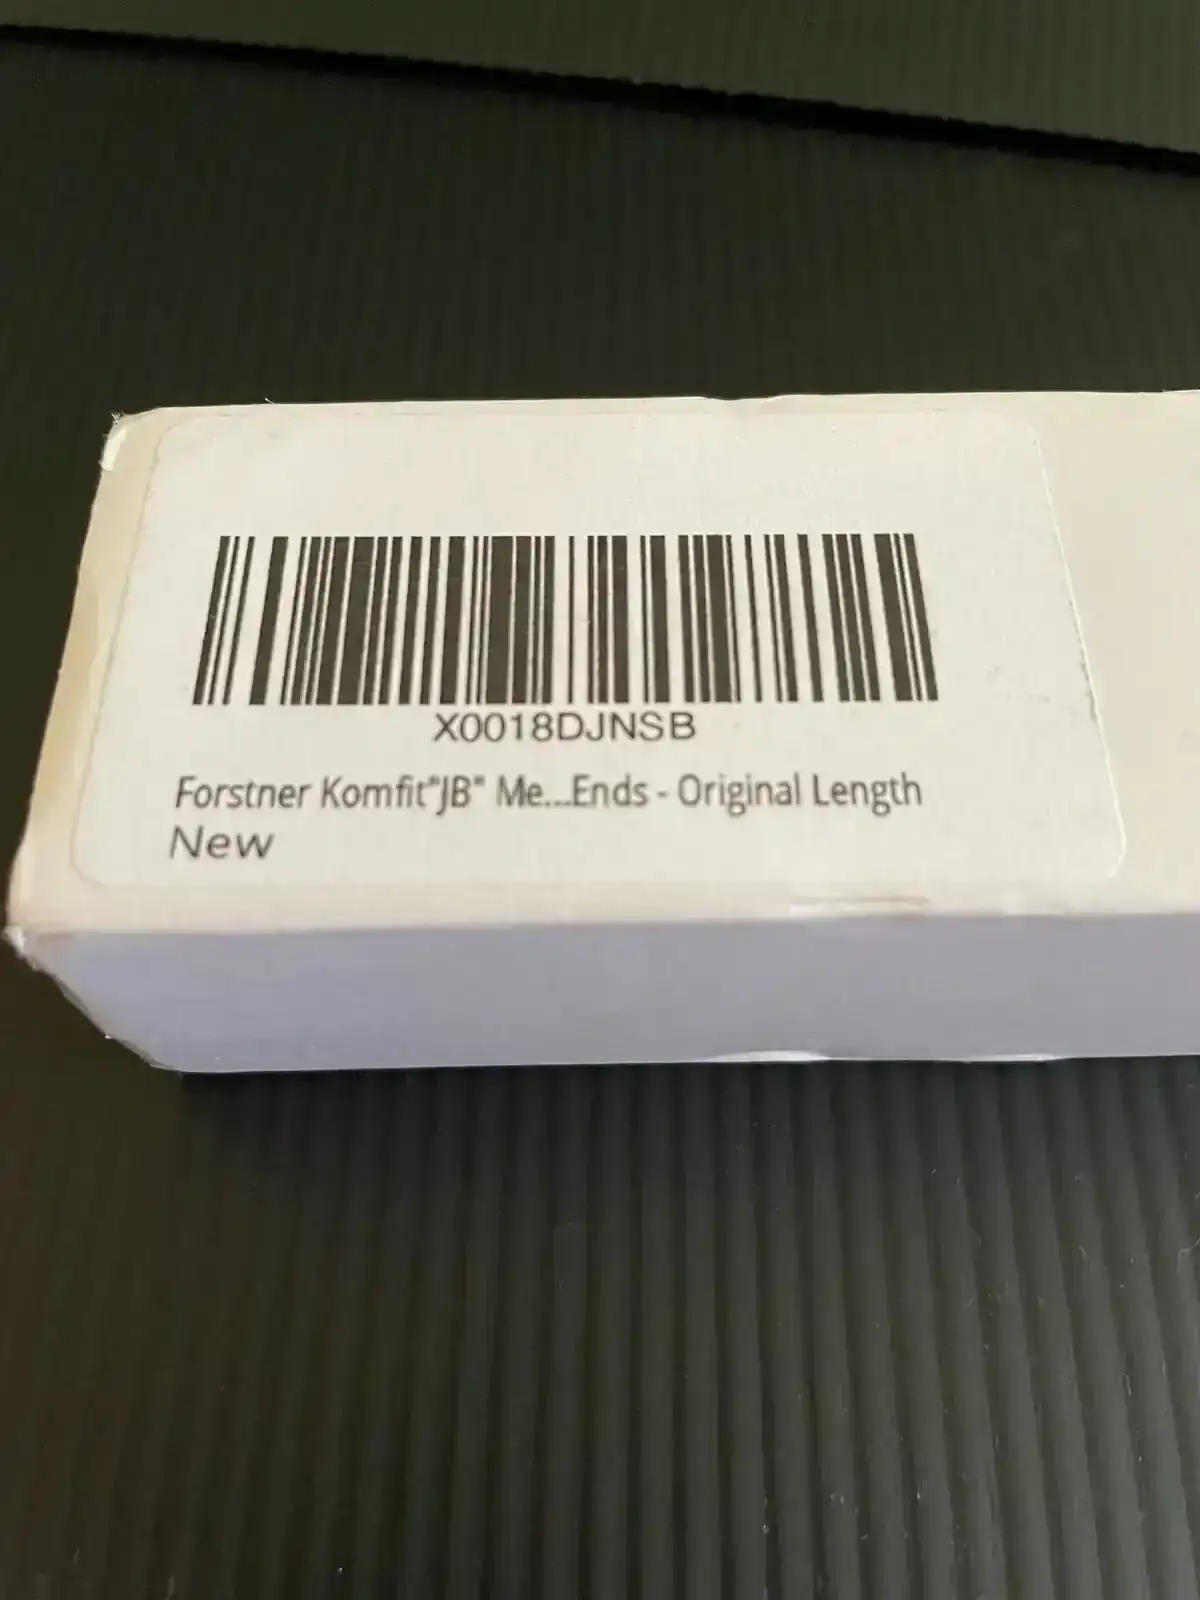 X0018DJNSB
Forstner Komfit"JB" Me...Ends - Original Length
New